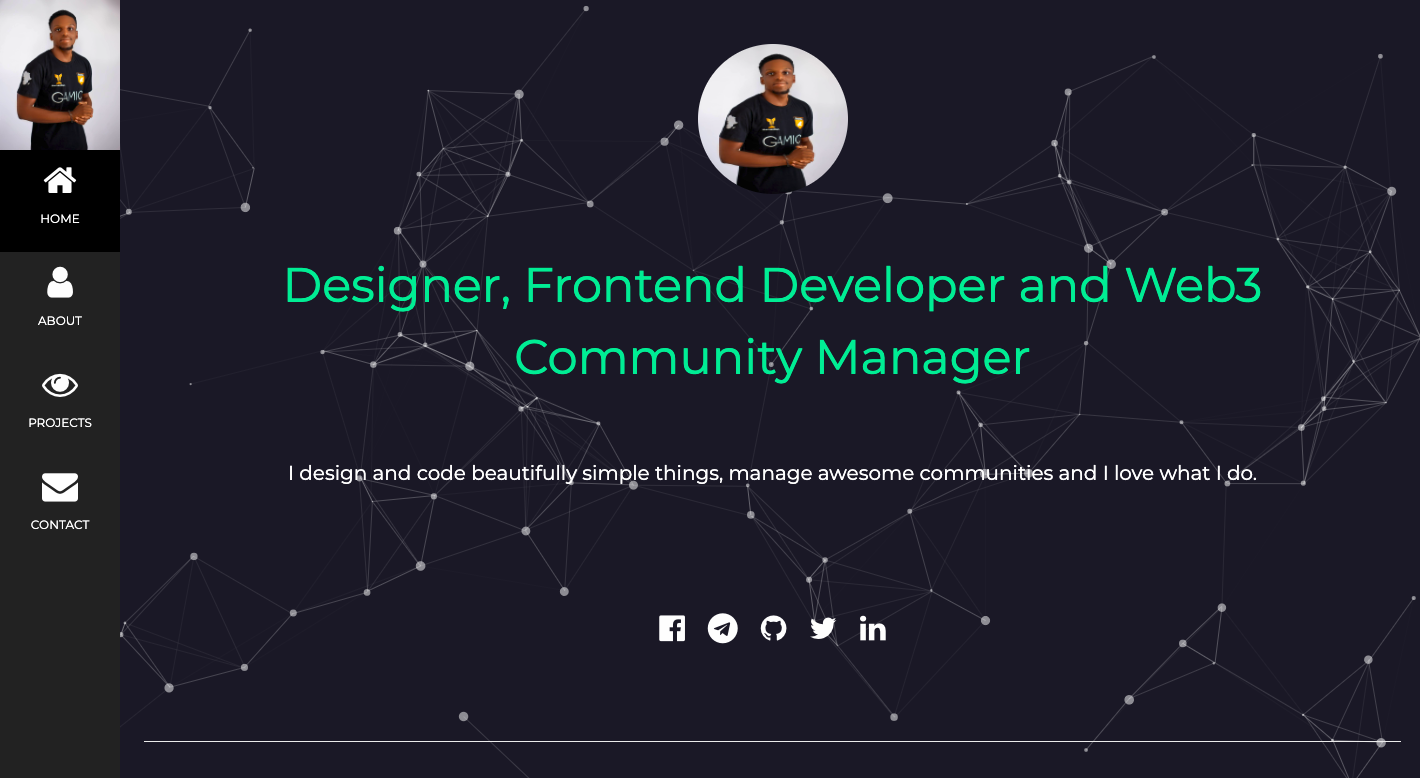 GAMIC
HOME
ABOUT
PROJECTS
CONTACT
GAMIC
Designer, Frontend Developer and Web3
Community Manager
I design and code beautifully simple things, manage awesome communities and I love what I do.